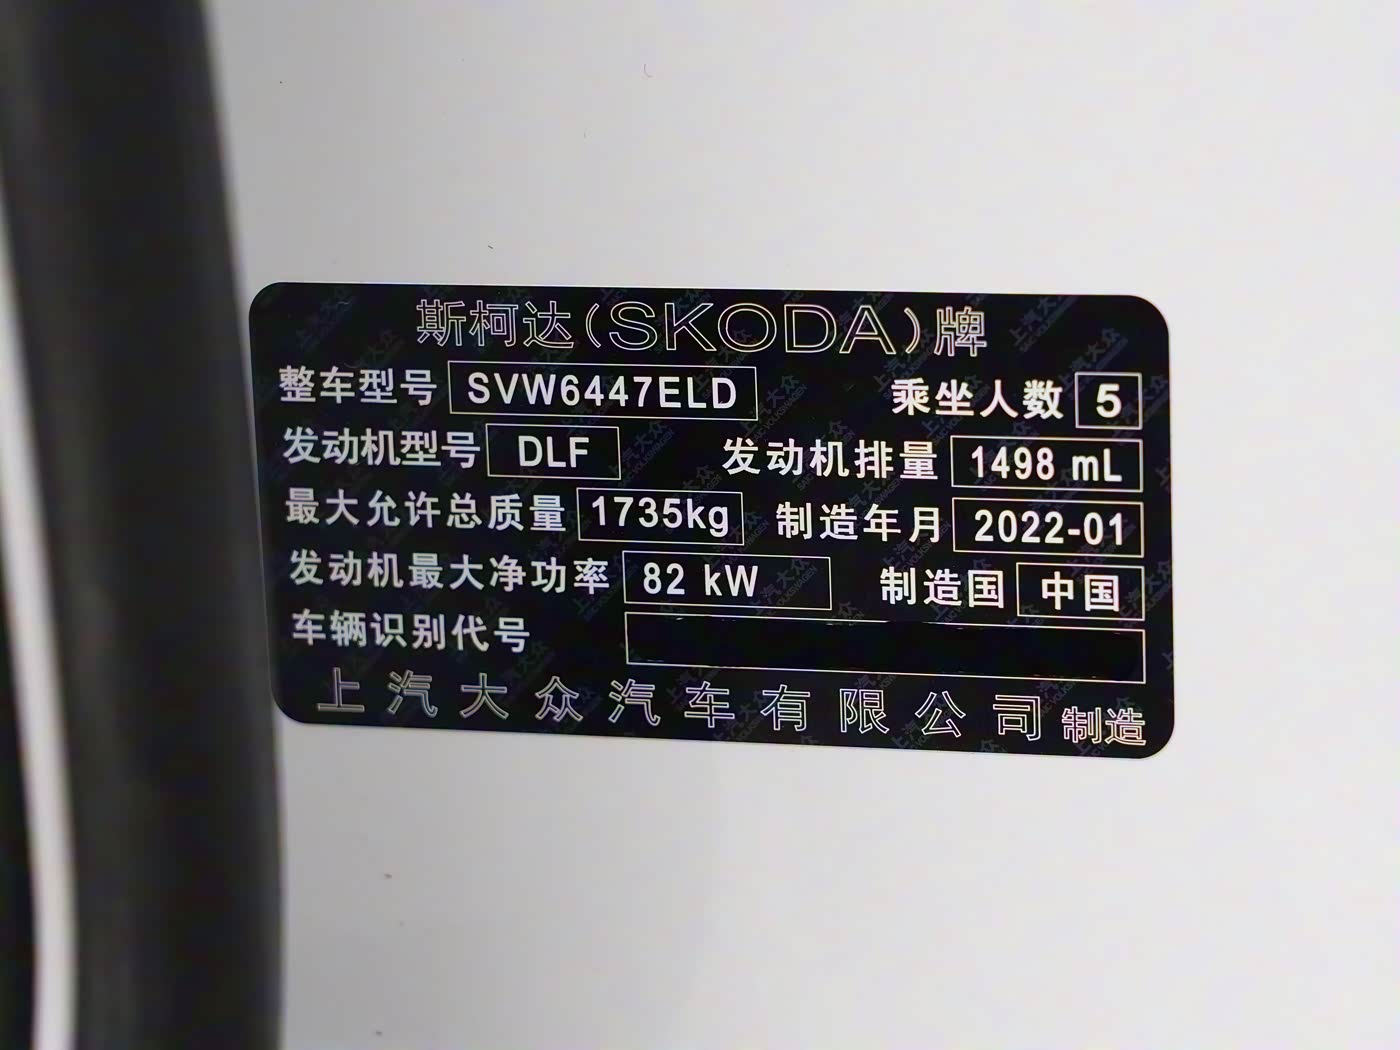 斯柯达(SKODA)牌
整车型号 SVW6447ELD 乘坐人数 5
发动机型号 DLF 发动机排量 1498 mL
最大允许总质量 1735kg 制造年月 2022-01
发动机最大净功率 82 kW 制造国 中国
车辆识别代号
上汽大众汽车有限公司 制造